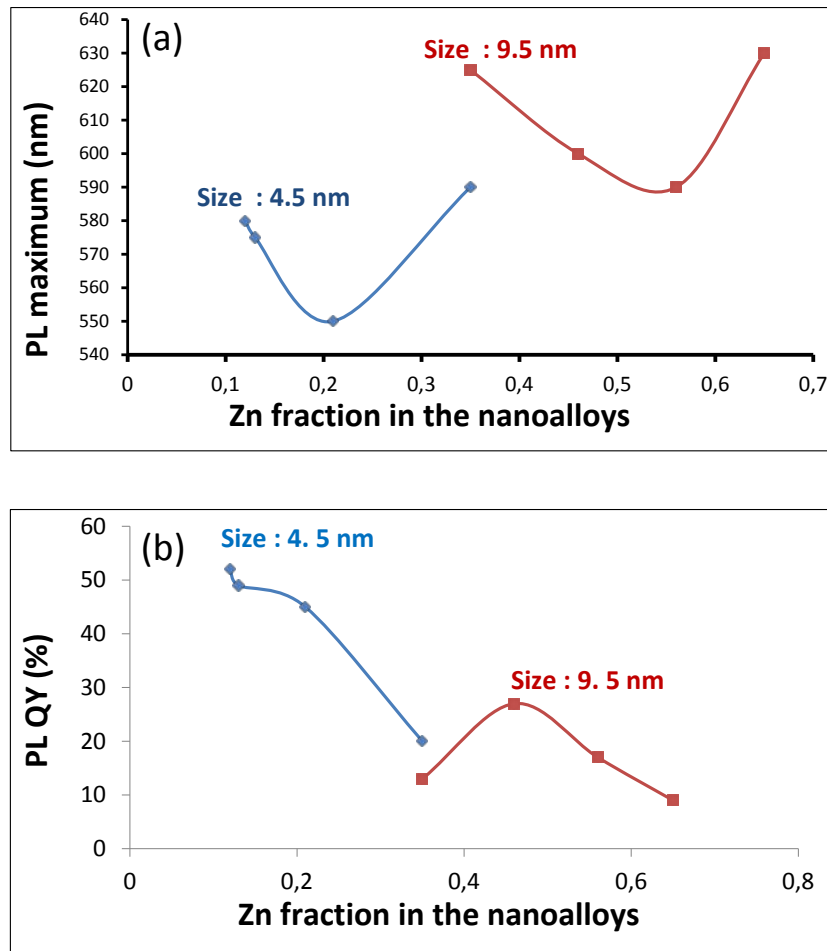 (a)
Size : 9.5 nm
Size : 4.5 nm
PL maximum (nm)
640
630
620
610
600
590
580
570
560
550
540
0 0,1 0,2 0,3 0,4 0,5 0,6 0,7
Zn fraction in the nanoalloys
(b)
Size : 4. 5 nm
Size : 9. 5 nm
PL QY (%)
60
50
40
30
20
10
0
0 0,2 0,4 0,6 0,8
Zn fraction in the nanoalloys